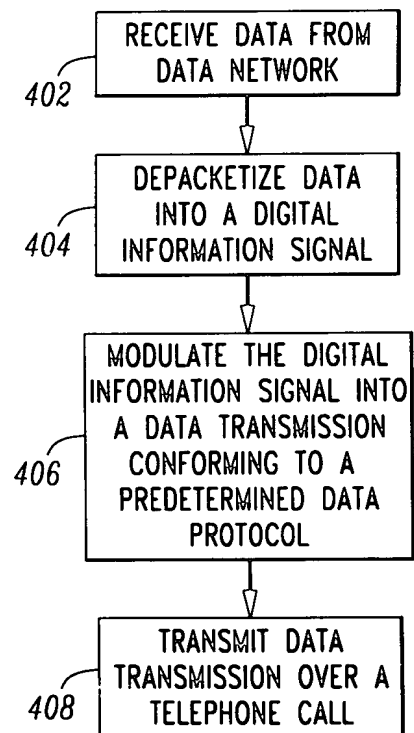 RECEIVE DATA FROM
DATA NETWORK
402
DEPACKETIZE DATA
INTO A DIGITAL
INFORMATION SIGNAL
404
MODULATE THE DIGITAL
INFORMATION SIGNAL INTO
A DATA TRANSMISSION
CONFORMING TO A
PREDETERMINED DATA
PROTOCOL
406
TRANSMIT DATA
TRANSMISSION OVER A
TELEPHONE CALL
408